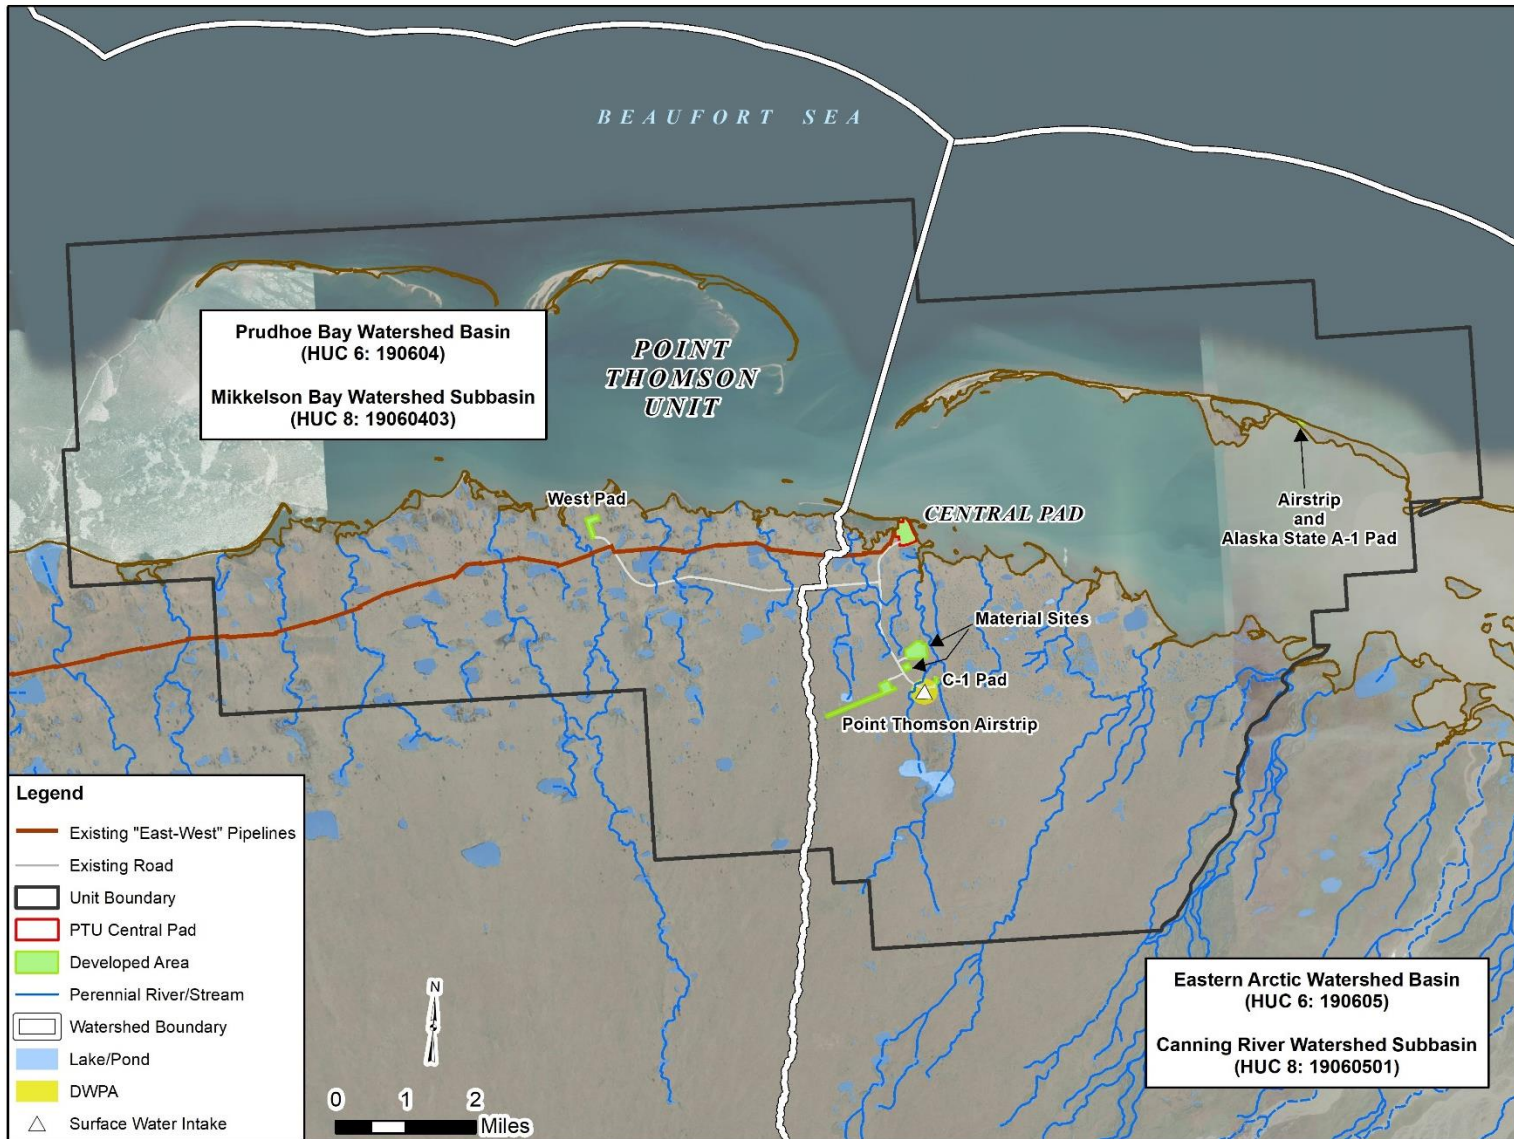 BEAUFORT SEA
Prudhoe Bay Watershed Basin
(HUC 6: 190604)
Mikkelson Bay Watershed Subbasin
(HUC 8: 19060403)
POINT
THOMSON
UNIT
West Pad
CENTRAL PAD
Airstrip
and
Alaska State A-1 Pad
Material Sites
C-1 Pad
Point Thomson Airstrip
Legend
Existing "East-West" Pipelines
Existing Road
Unit Boundary
PTU Central Pad
Developed Area
Perennial River/Stream
Watershed Boundary
Lake/Pond
DWPA
Surface Water Intake
N
0 1 2
Miles
Eastern Arctic Watershed Basin
(HUC 6: 190605)
Canning River Watershed Subbasin
(HUC 8: 19060501)